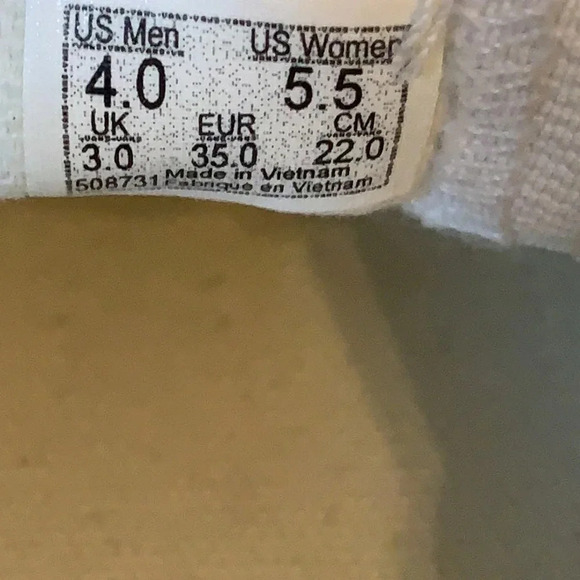 US Men US Women
4.0 5.5
UK EUR CM
3.0 35.0 22.0
508731 Made in Vietnam
Fabriqué en Vietnam